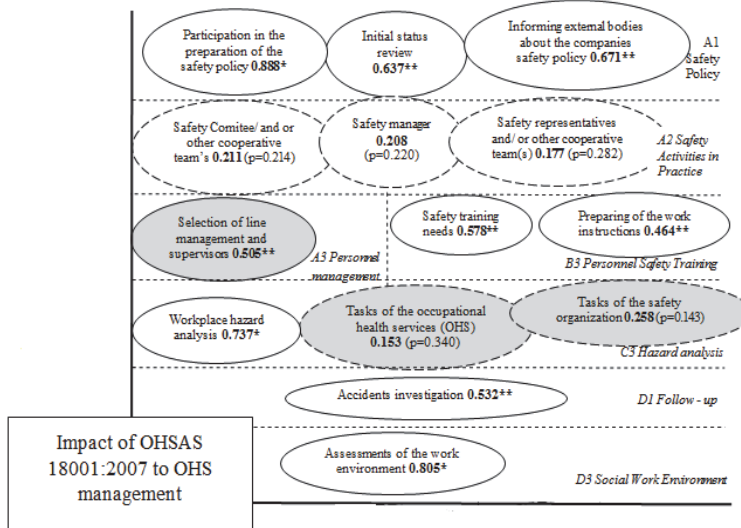 Participation in the
preparation of the
safety policy 0.888*
Initial status
review
0.637**
Informing external bodies
about the companies
safety policy 0.671**
A1
Safety
Policy
Safety Comitee/ and or
other cooperative
team's 0.211 (p=0.214)
Safety manager
0.208
(p=0.220)
Safety representatives
and/ or other cooperative
team(s) 0.177 (p=0.282)
A2 Safety
Activities in
Practice
Selection of line
management and
supervisors 0.505**
A3 Personnel
management
Safety training
needs 0.578**
Preparing of the work
instructions 0.464**
B3 Personnel Safety Training
Workplace hazard
analysis 0.737*
Tasks of the occupational
health services (OHS)
0.153 (p=0.340)
Tasks of the safety
organization 0.258 (p=0.143)
C3 Hazard analysis
Accidents investigation 0.532**
D1 Follow - up
Impact of OHSAS
18001:2007 to OHS
management
Assessments of the work
environment 0.805*
D3 Social Work Environment